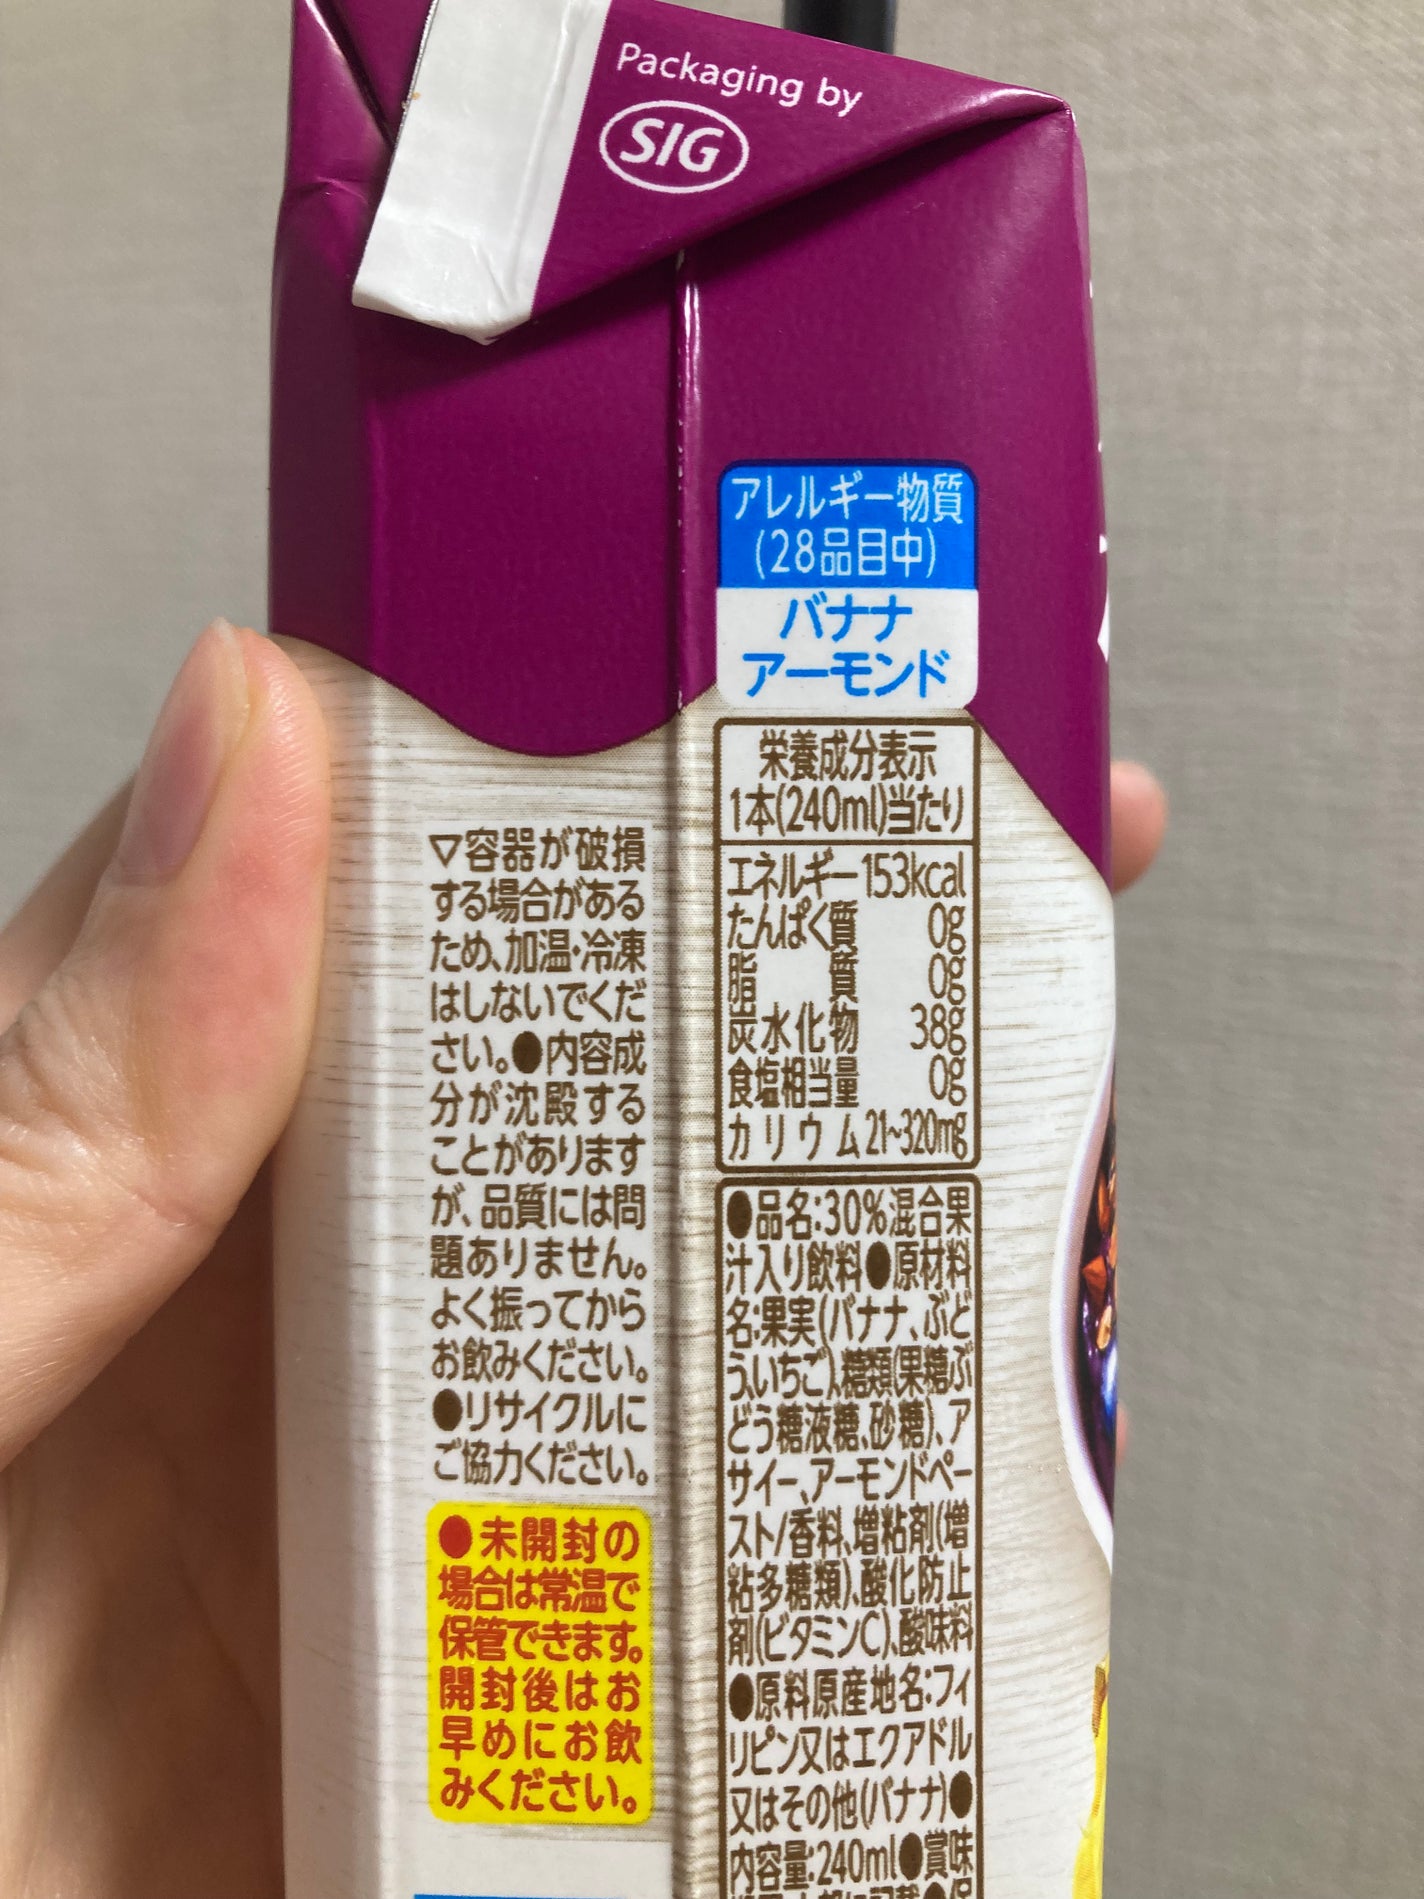 Packaging by
SIG
アレルギー物質
(28品目中)
バナナ
アーモンド
栄養成分表示
1本(240ml)当たり
エネルギー 153kcal
たんぱく質 0g
脂質 0g
炭水化物 38g
食塩相当量 0g
カリウム 21~320mg
●品名:30%混合果
汁入り飲料●原材料
名:果実(バナナ、ぶど
う、いちご)、糖類(果糖ぶ
どう糖液糖、砂糖)、ア
サイー、アーモンドペー
スト/香料、増粘剤(増
粘多糖類)、酸化防止
剤(ビタミンC)、酸味料
●原料原産地名:フィ
リピン又はエクアドル
又はその他(バナナ)●
内容量:240ml●賞味
▽容器が破損
する場合がある
ため、加温・冷凍
はしないでくだ
さい。●内容成
分が沈殿する
ことがあります
が、品質には問
題ありません。
よく振ってから
お飲みください。
●リサイクルに
ご協力ください。
●未開封の
場合は常温で
保管できます。
開封後はお
早めにお飲
みください。